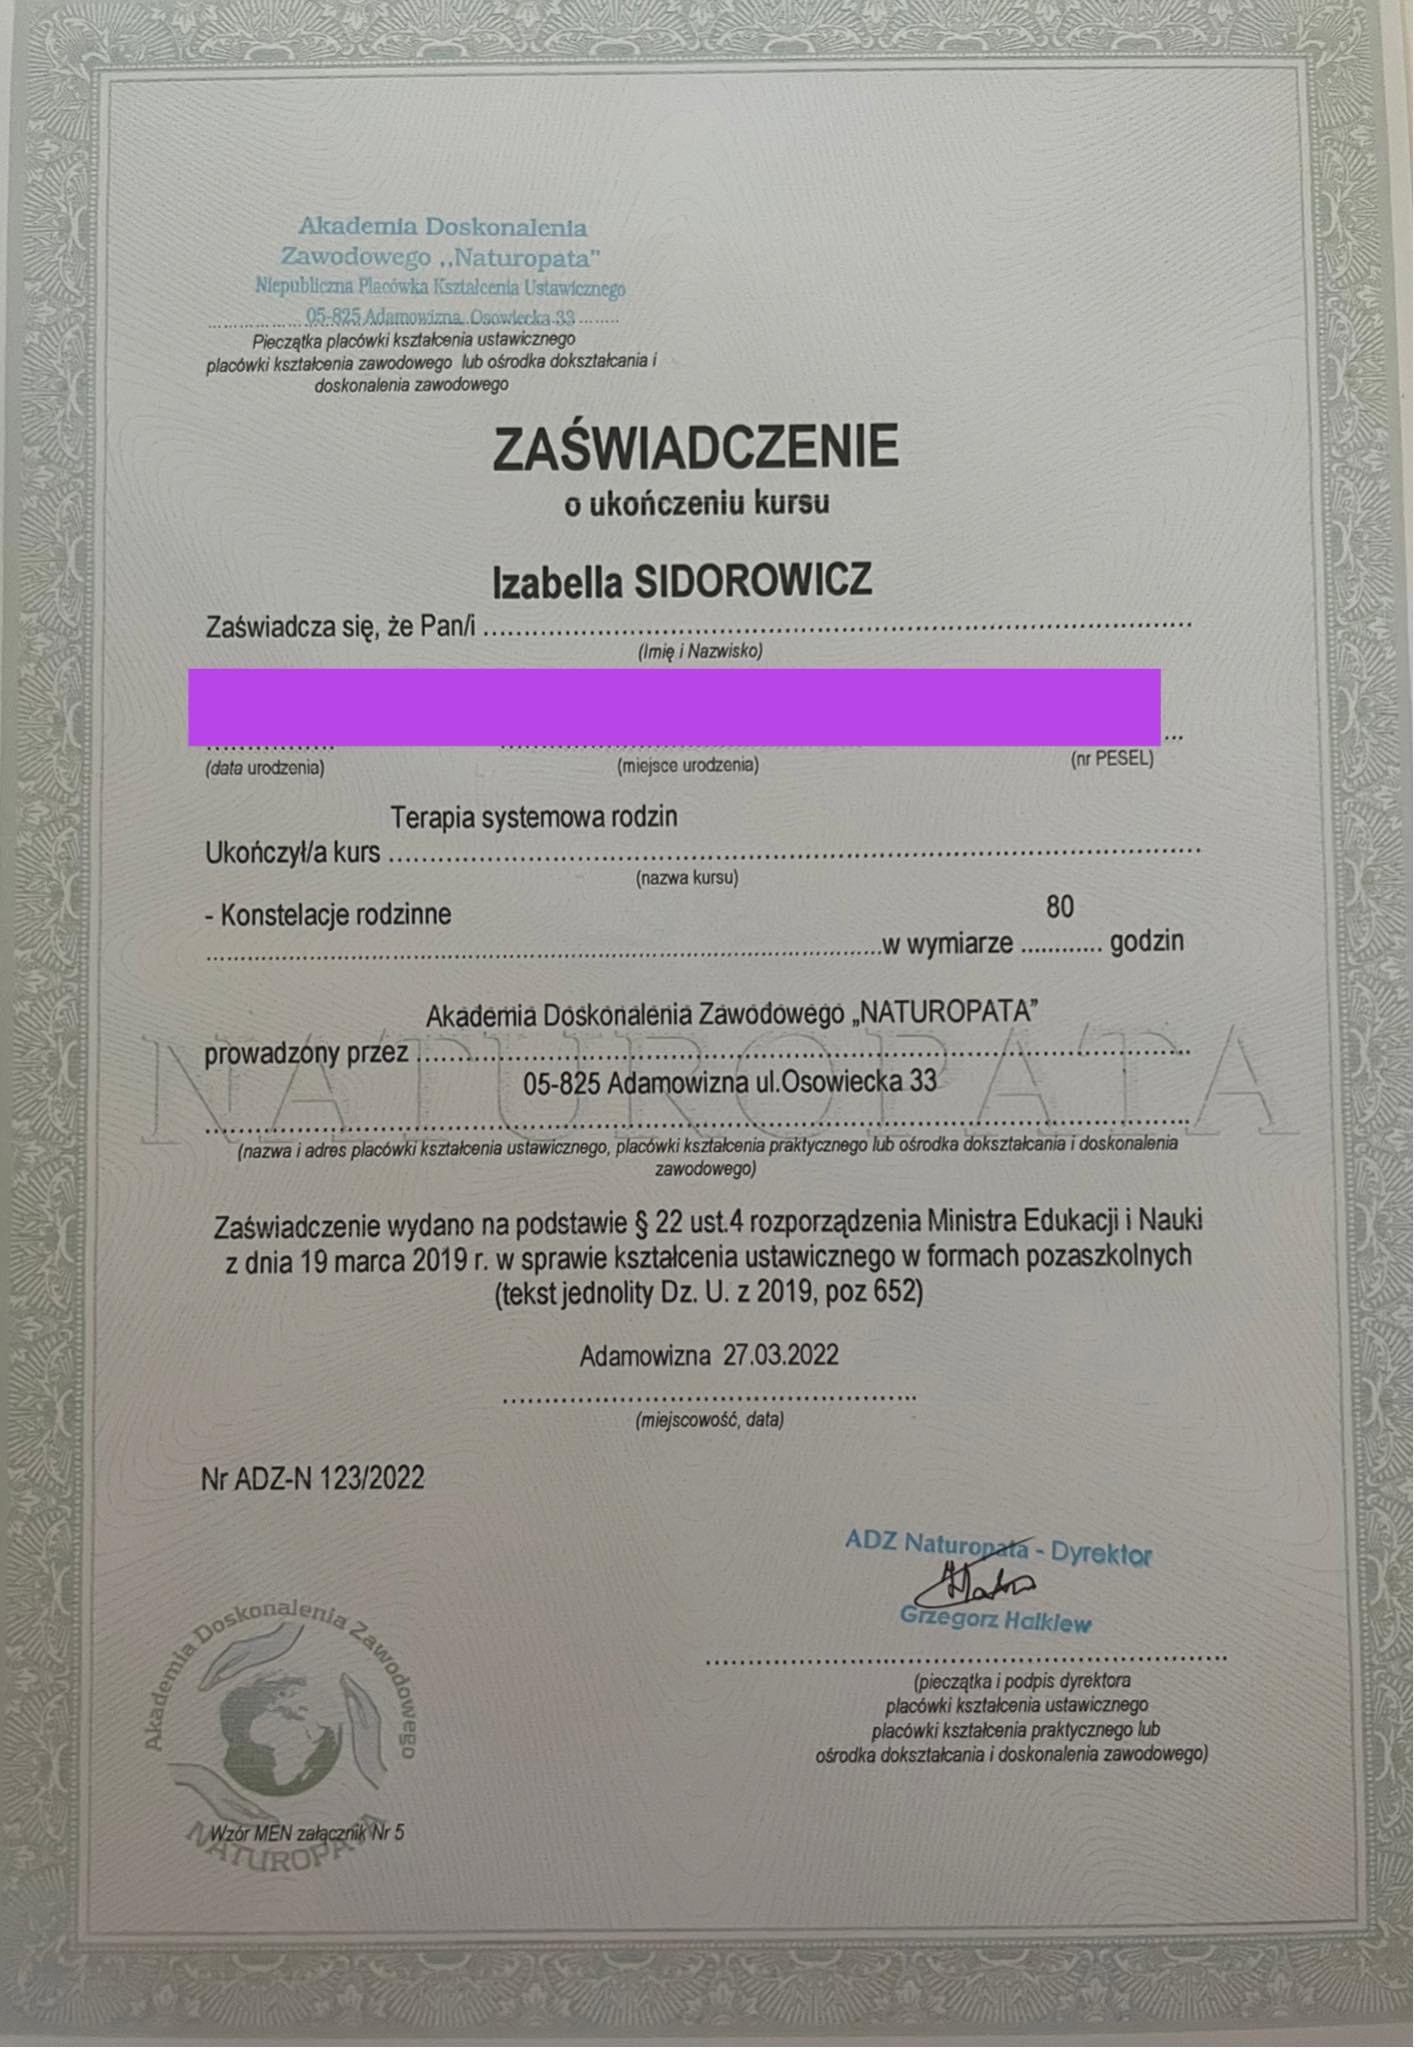 Akademia Doskonalenia
Zawodowego ,,Naturopata"
Niepubliczna Placówka Kształcenia Ustawicznego
05-825 Adamowizna, Osowiecka 33
Pieczątka placówki kształcenia ustawicznego
placówki kształcenia zawodowego lub ośrodka dokształcania i
doskonalenia zawodowego
ZAŚWIADCZENIE
o ukończeniu kursu
Izabella SIDOROWICZ
Zaświadcza się, że Pan/i
(Imię i Nazwisko)
(data urodzenia) (miejsce urodzenia) (nr PESEL)
Terapia systemowa rodzin
Ukończył/a kurs
(nazwa kursu)
- Konstelacje rodzinne 80
w wymiarze ............ godzin
Akademia Doskonalenia Zawodowego „NATUROPATA”
prowadzony przez
NATUROPATA
05-825 Adamowizna ul.Osowiecka 33
(nazwa i adres placówki kształcenia ustawicznego, placówki kształcenia praktycznego lub ośrodka dokształcania i doskonalenia
zawodowego)
Zaświadczenie wydano na podstawie § 22 ust.4 rozporządzenia Ministra Edukacji i Nauki
z dnia 19 marca 2019 r. w sprawie kształcenia ustawicznego w formach pozaszkolnych
(tekst jednolity Dz. U. z 2019, poz 652)
Adamowizna 27.03.2022
(miejscowość, data)
Nr ADZ-N 123/2022
ADZ Naturopata - Dyrektor
Grzegorz Halkiew
(pieczątka i podpis dyrektora
placówki kształcenia ustawicznego
placówki kształcenia praktycznego lub
ośrodka dokształcania i doskonalenia zawodowego)
Akademia Doskonalenia Zawodowego
Wzór MEN załącznik Nr 5
NATUROPATA